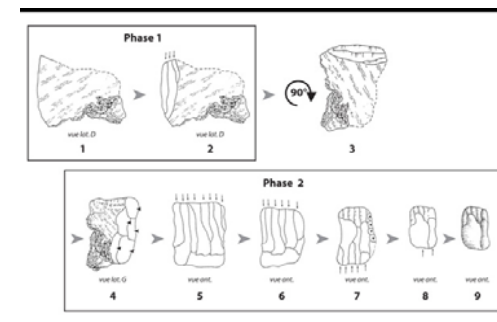 Phase 1
vue lat. D
1
vue lat. D
2
90°
3
Phase 2
vue lat. G
4
vue ant.
5
vue ant.
6
vue ant.
7
vue ant.
8
vue ant.
9